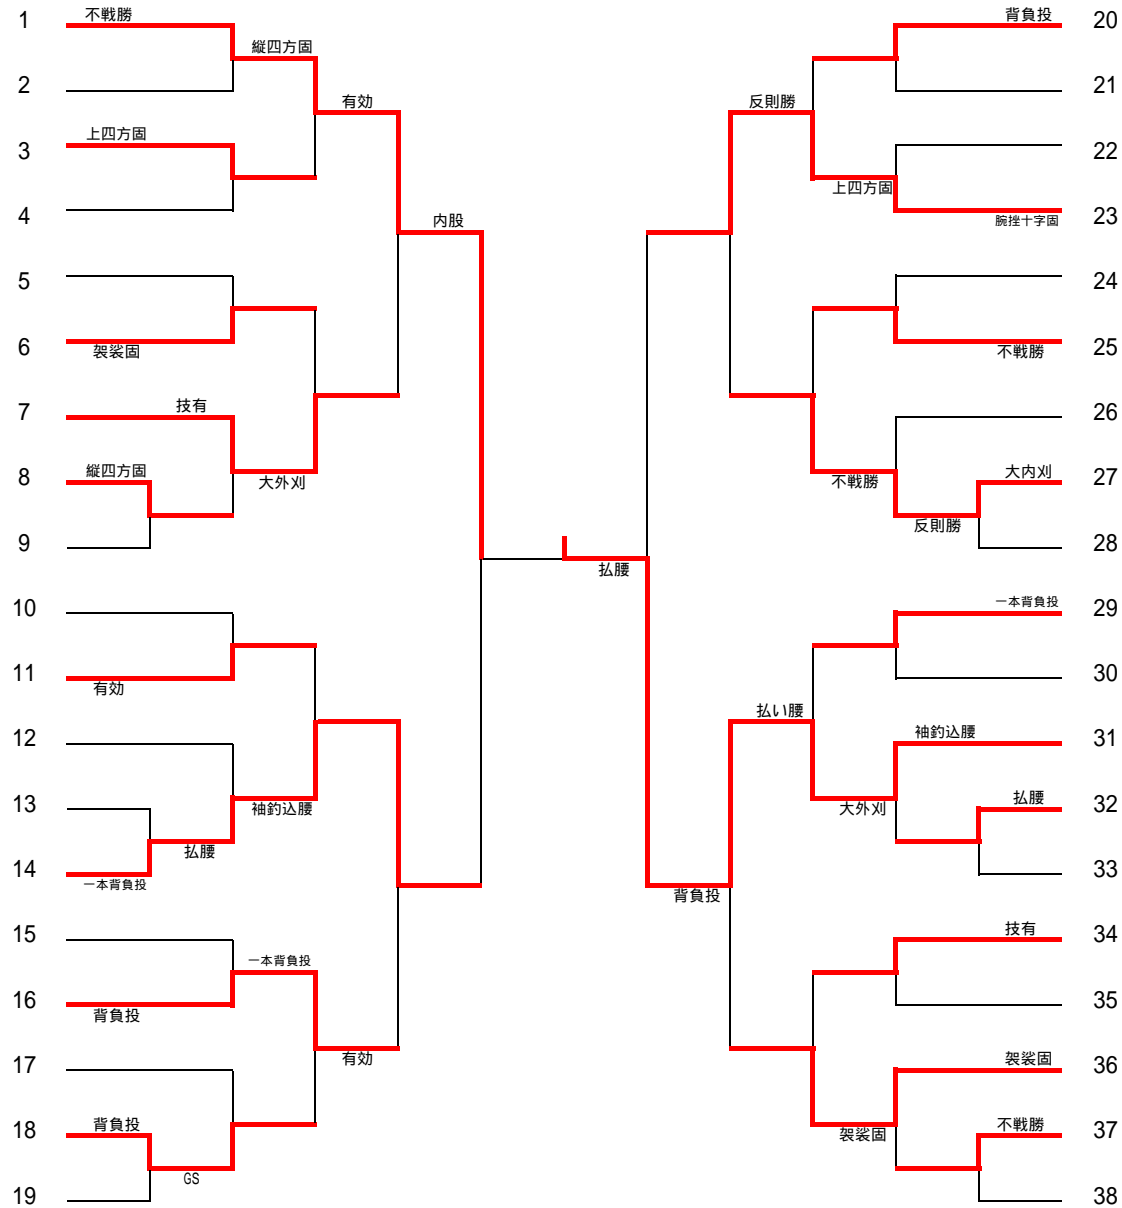 1 不戦勝 背負投 20
縦四方固
2 21
有効 反則勝
3 上四方固 22
上四方固
4 内股 腕挫十字固 23
5 24
6 袈裟固 不戦勝 25
7 技有 26
8 縦四方固 大外刈 不戦勝 大内刈 27
反則勝
9 28
払腰
10 一本背負投 29
11 有効 30
払い腰
12 袖釣込腰 31
13 袖釣込腰 大外刈 払腰 32
払腰
14 一本背負投 33
背負投
15 技有 34
一本背負投
16 背負投 35
17 有効 袈裟固 36
18 背負投 袈裟固 不戦勝 37
GS
19 38